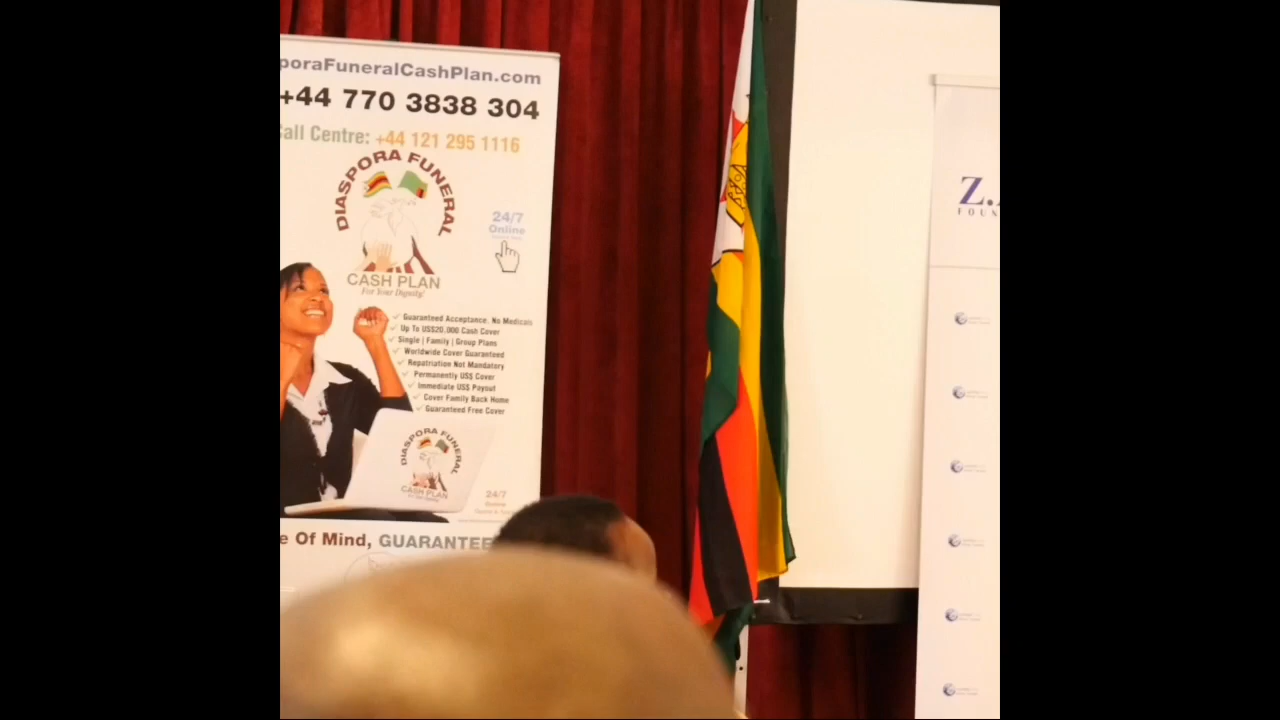 poraFuneralCashPlan.com
+44 770 3838 304
Call Centre: +44 121 295 1116
DIASPORA FUNERAL
CASH PLAN
For Your Dignity!
24/7
Online
Guaranteed Acceptance, No Medicals
Up To US$20,000 Cash Cover
Single | Family | Group Plans
Worldwide Cover Guaranteed
Repatriation Not Mandatory
Permanently US$ Cover
Immediate US$ Payout
Cover Family Back Home
Guaranteed Free Cover
DIASPORA FUNERAL
CASH PLAN
24/7
e Of Mind, GUARANTEE
Z.
FOUN